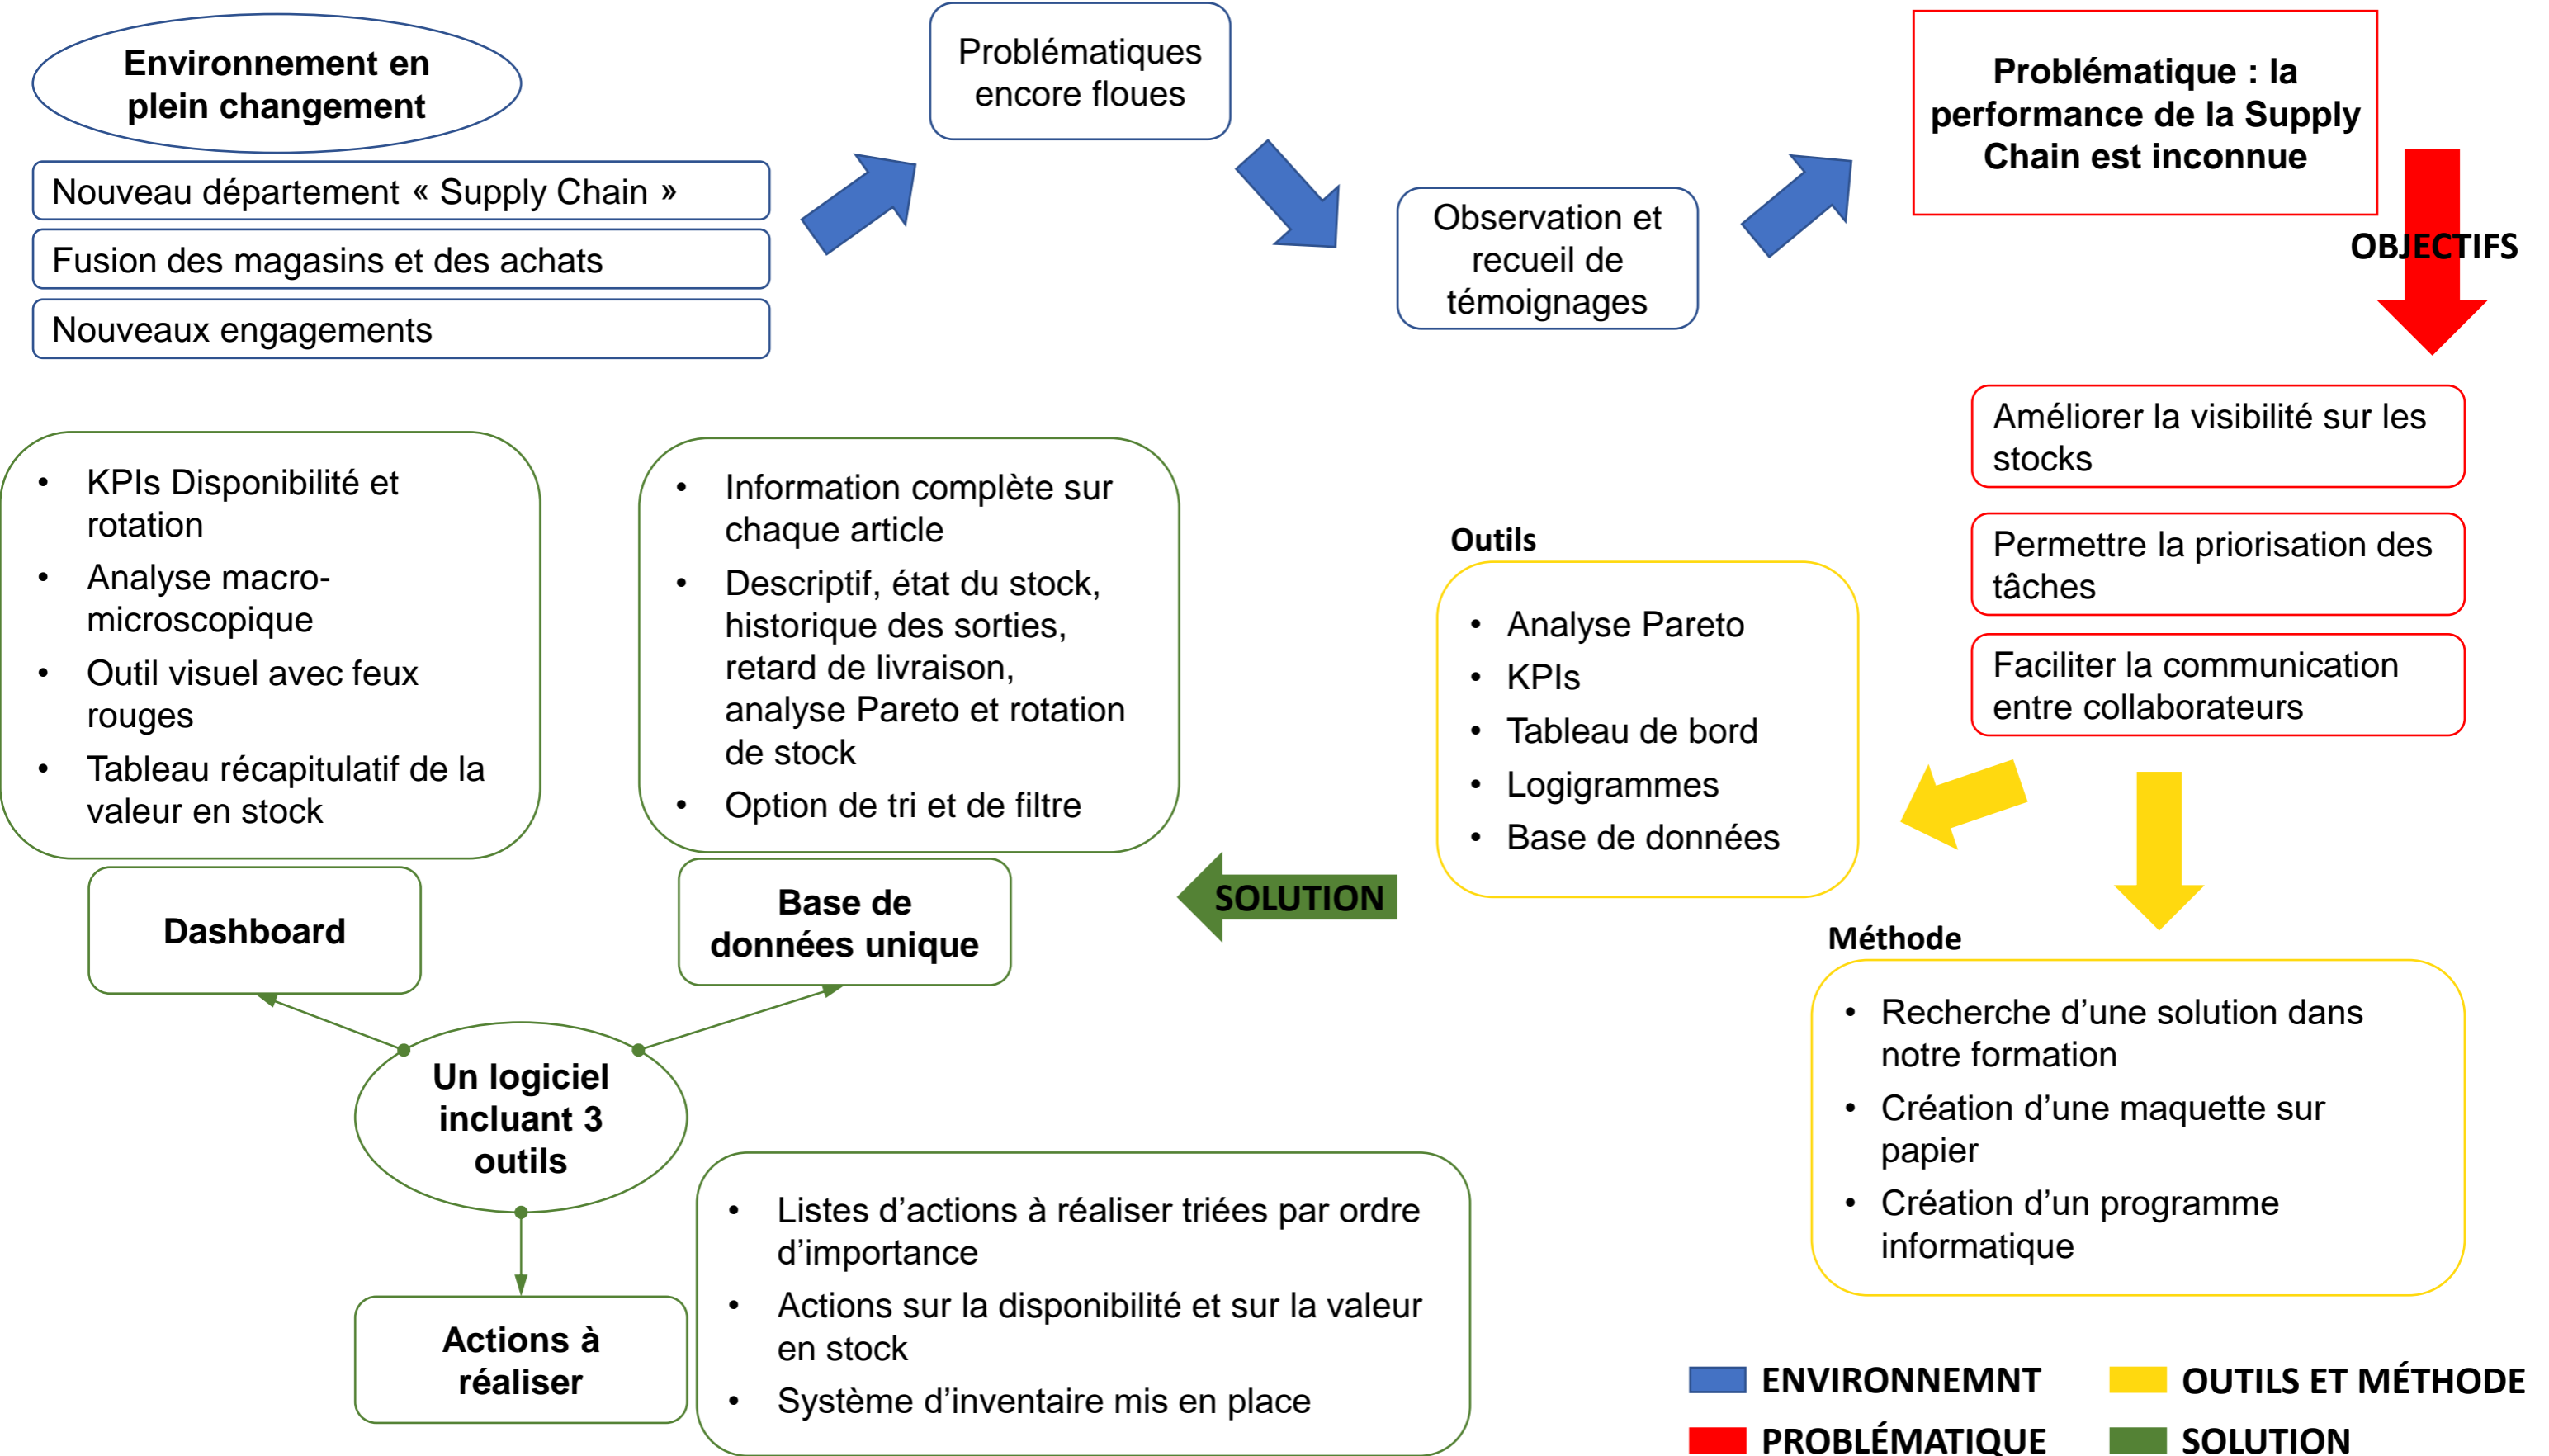 Environnement en
plein changement
Nouveau département « Supply Chain »
Fusion des magasins et des achats
Nouveaux engagements
Problématiques
encore floues
Observation et
recueil de
témoignages
Problématique : la
performance de la Supply
Chain est inconnue
OBJECTIFS
Améliorer la visibilité sur les
stocks
Permettre la priorisation des
tâches
Faciliter la communication
entre collaborateurs
Outils
• Analyse Pareto
• KPIs
• Tableau de bord
• Logigrammes
• Base de données
Méthode
• Recherche d’une solution dans
notre formation
• Création d’une maquette sur
papier
• Création d’un programme
informatique
SOLUTION
• Information complète sur
chaque article
• Descriptif, état du stock,
historique des sorties,
retard de livraison,
analyse Pareto et rotation
de stock
• Option de tri et de filtre
Base de
données unique
• KPIs Disponibilité et
rotation
• Analyse macro-
microscopique
• Outil visuel avec feux
rouges
• Tableau récapitulatif de la
valeur en stock
Dashboard
Un logiciel
incluant 3
outils
Actions à
réaliser
• Listes d’actions à réaliser triées par ordre
d’importance
• Actions sur la disponibilité et sur la valeur
en stock
• Système d’inventaire mis en place
ENVIRONNEMNT
OUTILS ET MÉTHODE
PROBLÉMATIQUE
SOLUTION